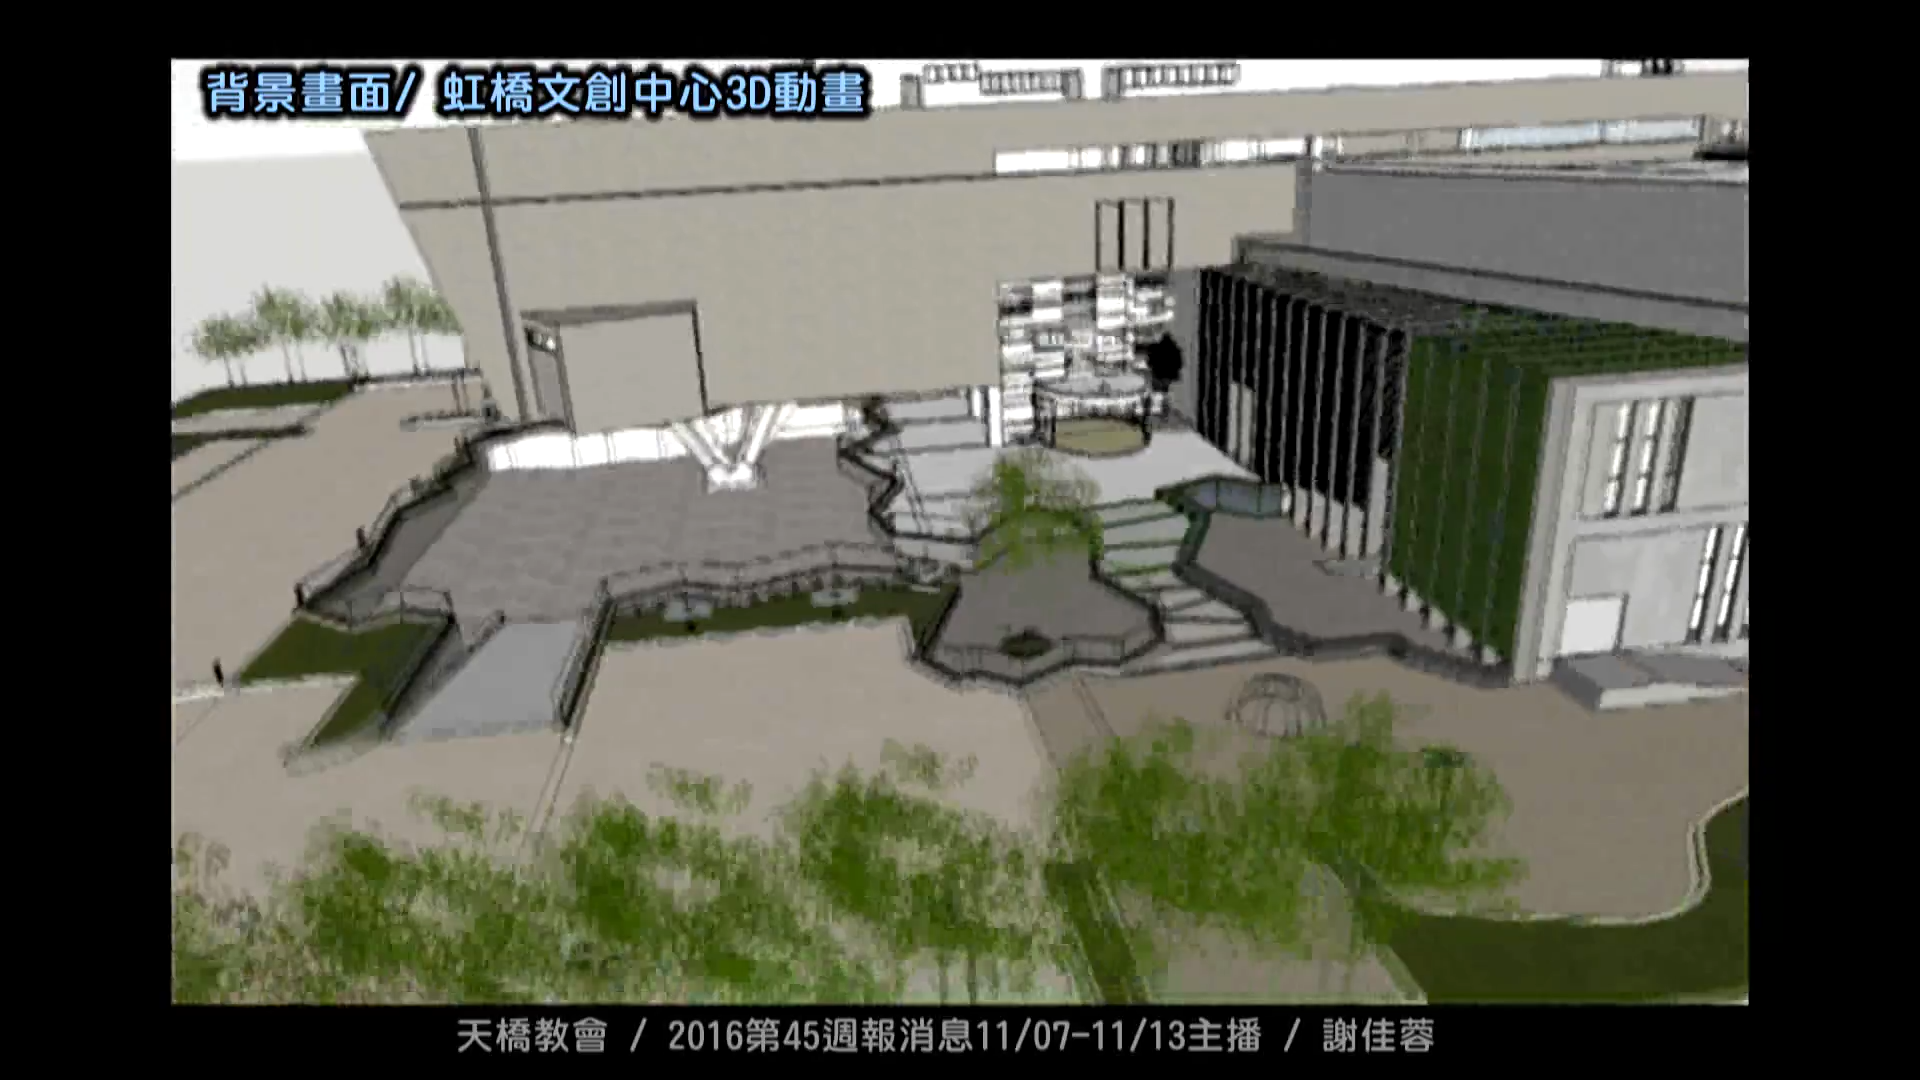 背景畫面/ 虹橋文創中心3D動畫
天橋教會 / 2016第45週報消息11/07-11/13主播 / 謝佳蓉